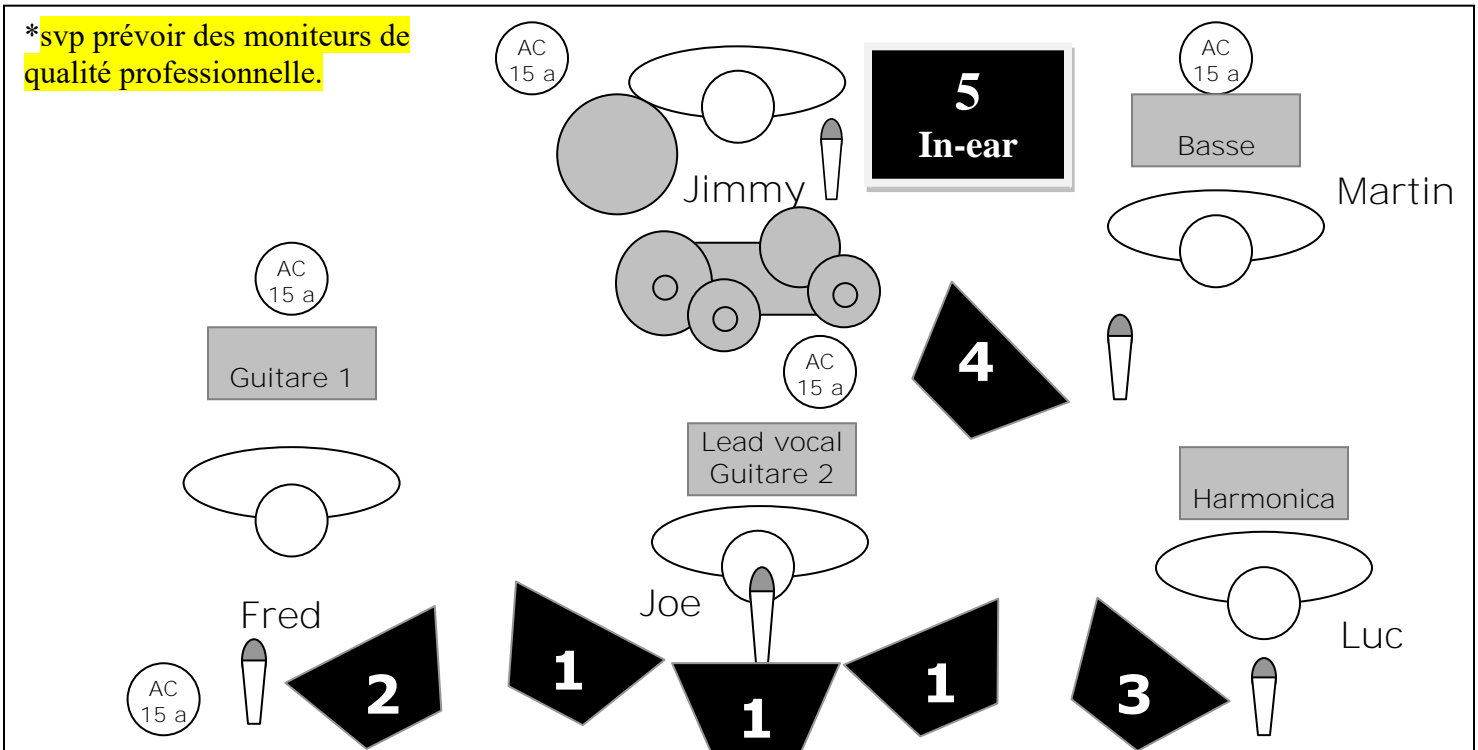 *svp prévoir des moniteurs de
qualité professionnelle.
AC
15 a
5
In-ear
AC
15 a
Basse
Jimmy
Martin
AC
15 a
Guitare 1
AC
15 a
4
Lead vocal
Guitare 2
Harmonica
Fred
Joe
Luc
AC
15 a
2
1
1
1
3